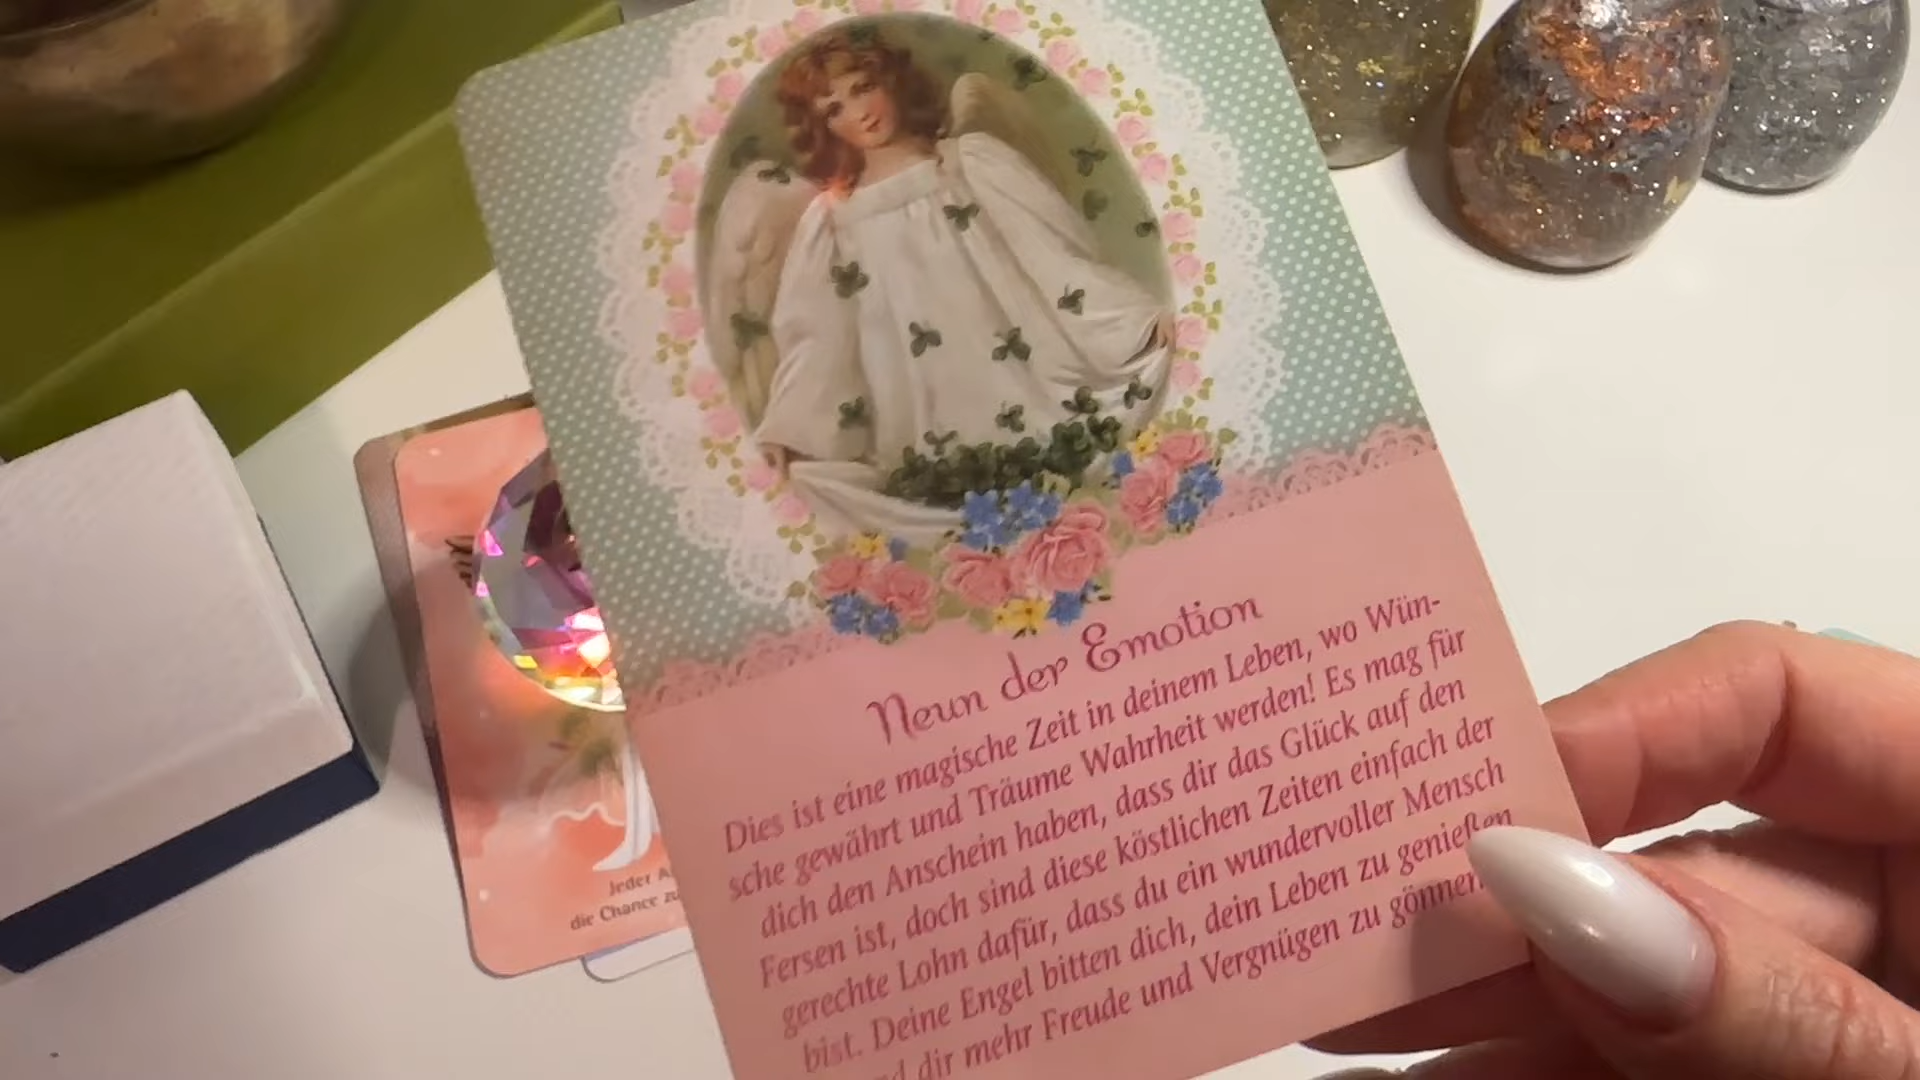 Neun der Emotion
Dies ist eine magische Zeit in deinem Leben, wo Wün-
sche gewährt und Träume Wahrheit werden! Es mag für
dich den Anschein haben, dass dir das Glück auf den
Fersen ist, doch sind diese köstlichen Zeiten einfach der
gerechte Lohn dafür, dass du ein wundervoller Mensch
bist. Deine Engel bitten dich, dein Leben zu genießen
dir mehr Freude und Vergnügen zu gönnen
Jeder
die Chance